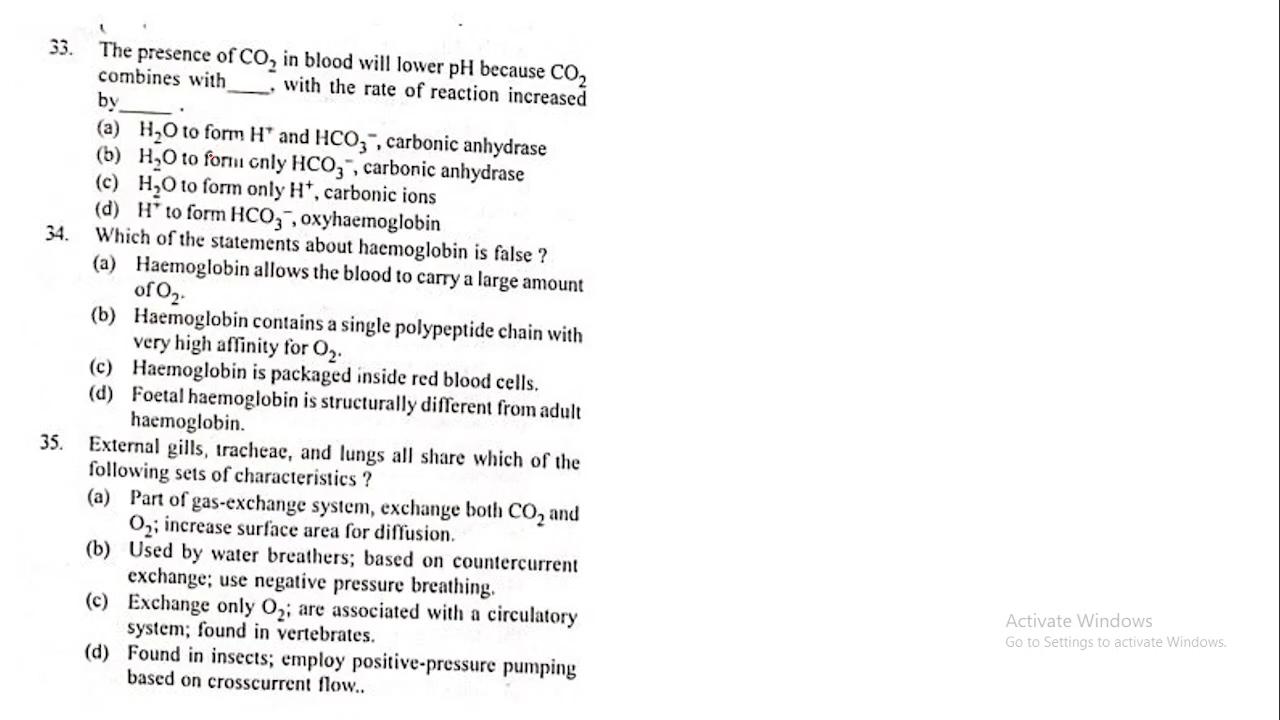 33. The presence of CO₂ in blood will lower pH because CO₂
combines with____, with the rate of reaction increased
by_____ .
(a) H₂O to form H⁺ and HCO₃⁻, carbonic anhydrase
(b) H₂O to form only HCO₃⁻, carbonic anhydrase
(c) H₂O to form only H⁺, carbonic ions
(d) H⁺ to form HCO₃⁻, oxyhaemoglobin
34. Which of the statements about haemoglobin is false ?
(a) Haemoglobin allows the blood to carry a large amount
of O₂.
(b) Haemoglobin contains a single polypeptide chain with
very high affinity for O₂.
(c) Haemoglobin is packaged inside red blood cells.
(d) Foetal haemoglobin is structurally different from adult
haemoglobin.
35. External gills, tracheae, and lungs all share which of the
following sets of characteristics ?
(a) Part of gas-exchange system, exchange both CO₂ and
O₂; increase surface area for diffusion.
(b) Used by water breathers; based on countercurrent
exchange; use negative pressure breathing.
(c) Exchange only O₂; are associated with a circulatory
system; found in vertebrates.
(d) Found in insects; employ positive-pressure pumping
based on crosscurrent flow..
Activate Windows
Go to Settings to activate Windows.